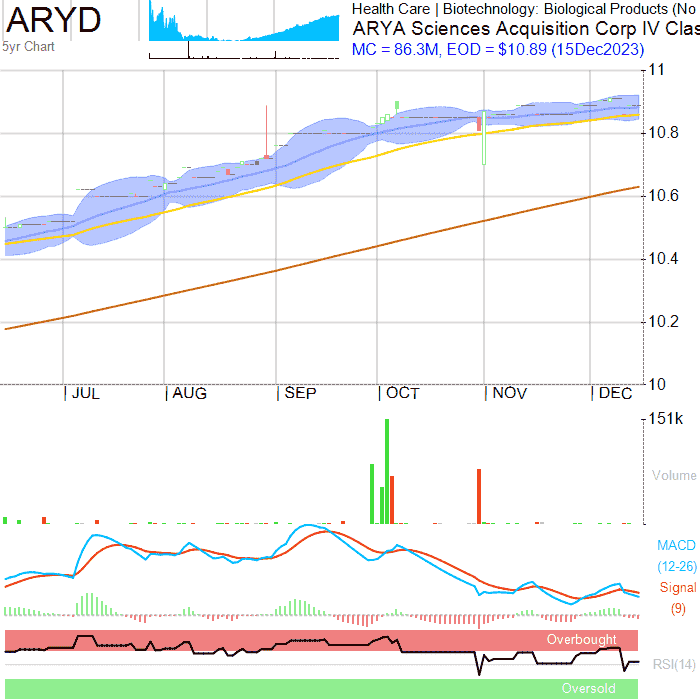 ARYD
5yr Chart
Health Care | Biotechnology: Biological Products (No
ARYA Sciences Acquisition Corp IV Clas
MC = 86.3M, EOD = $10.89 (15Dec2023)
11
10.8
10.6
10.4
10.2
10
JUL AUG SEP OCT NOV DEC
151k
Volume
MACD
(12-26)
Signal
(9)
Overbought
RSI(14)
Oversold